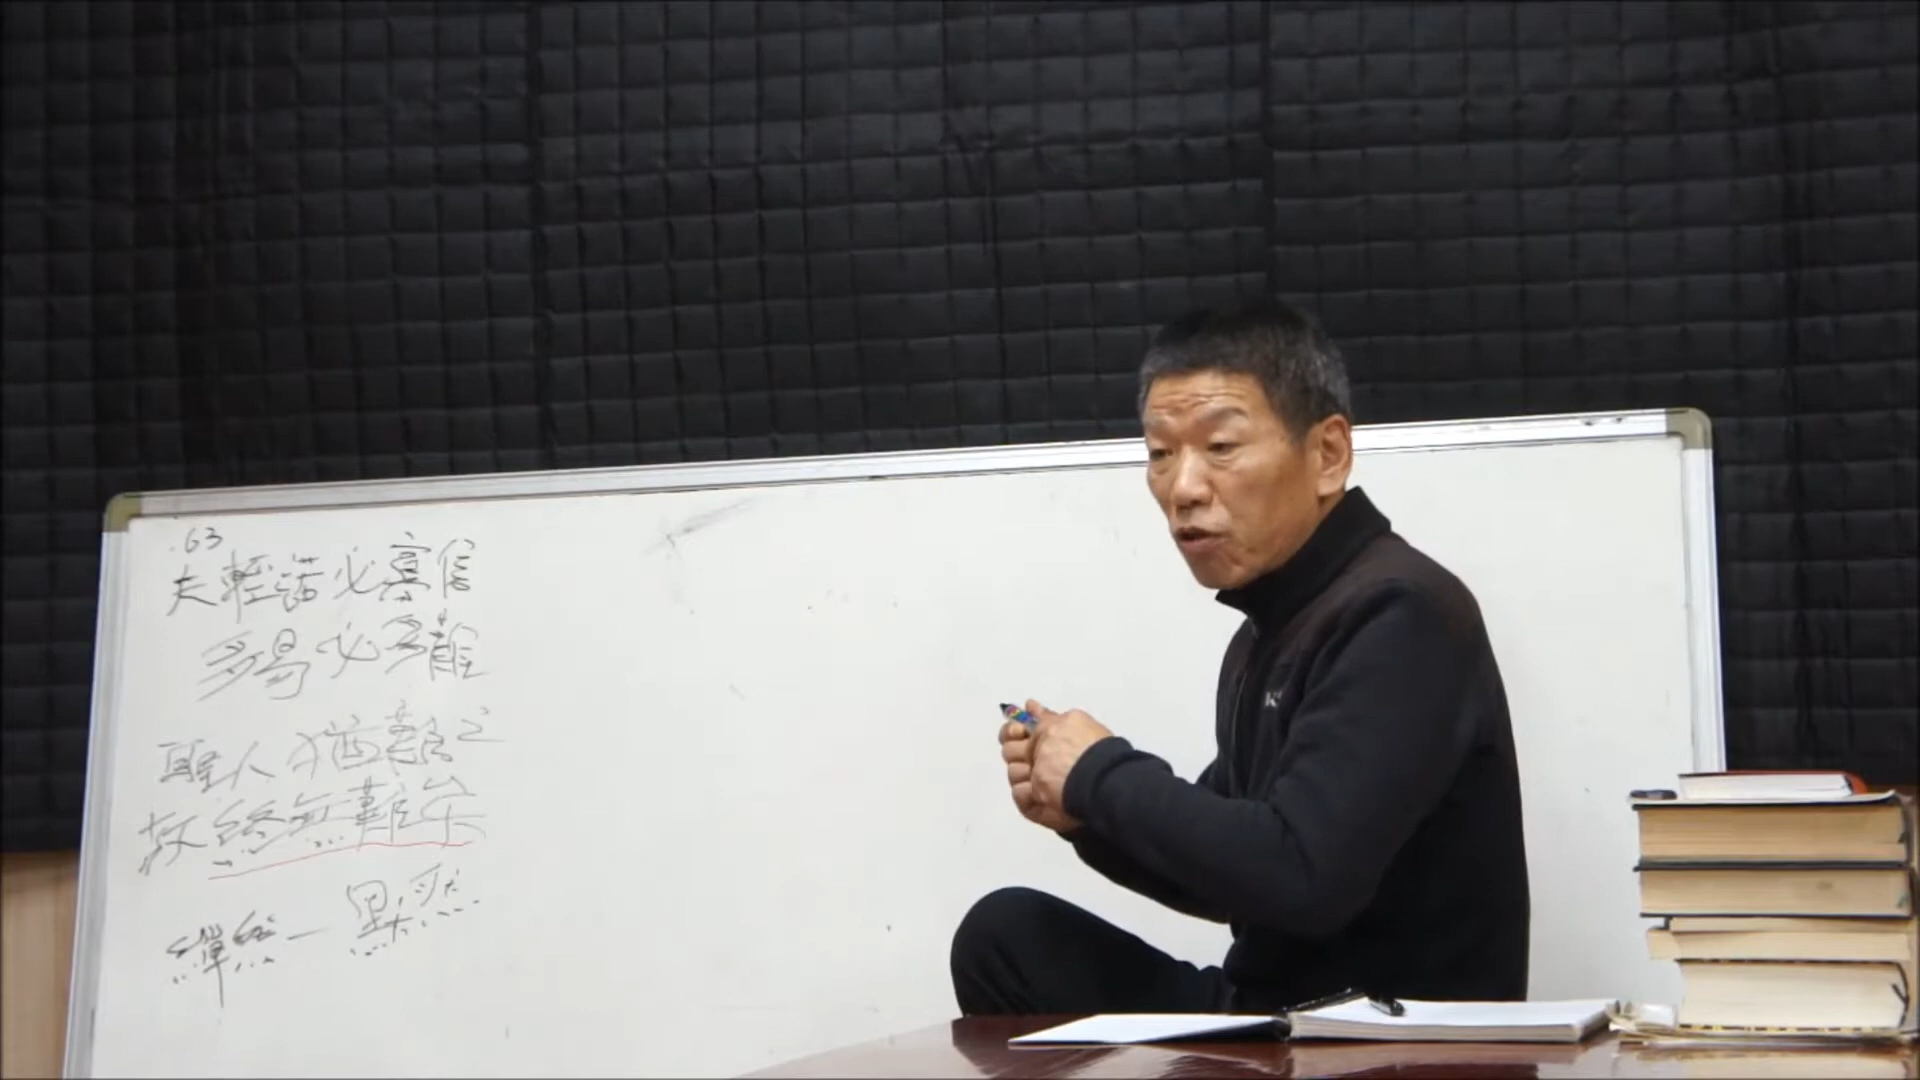 .63
夫輕諾必寡信
多易必多難
聖人猶難之
故終無難矣
繟然一默然
K